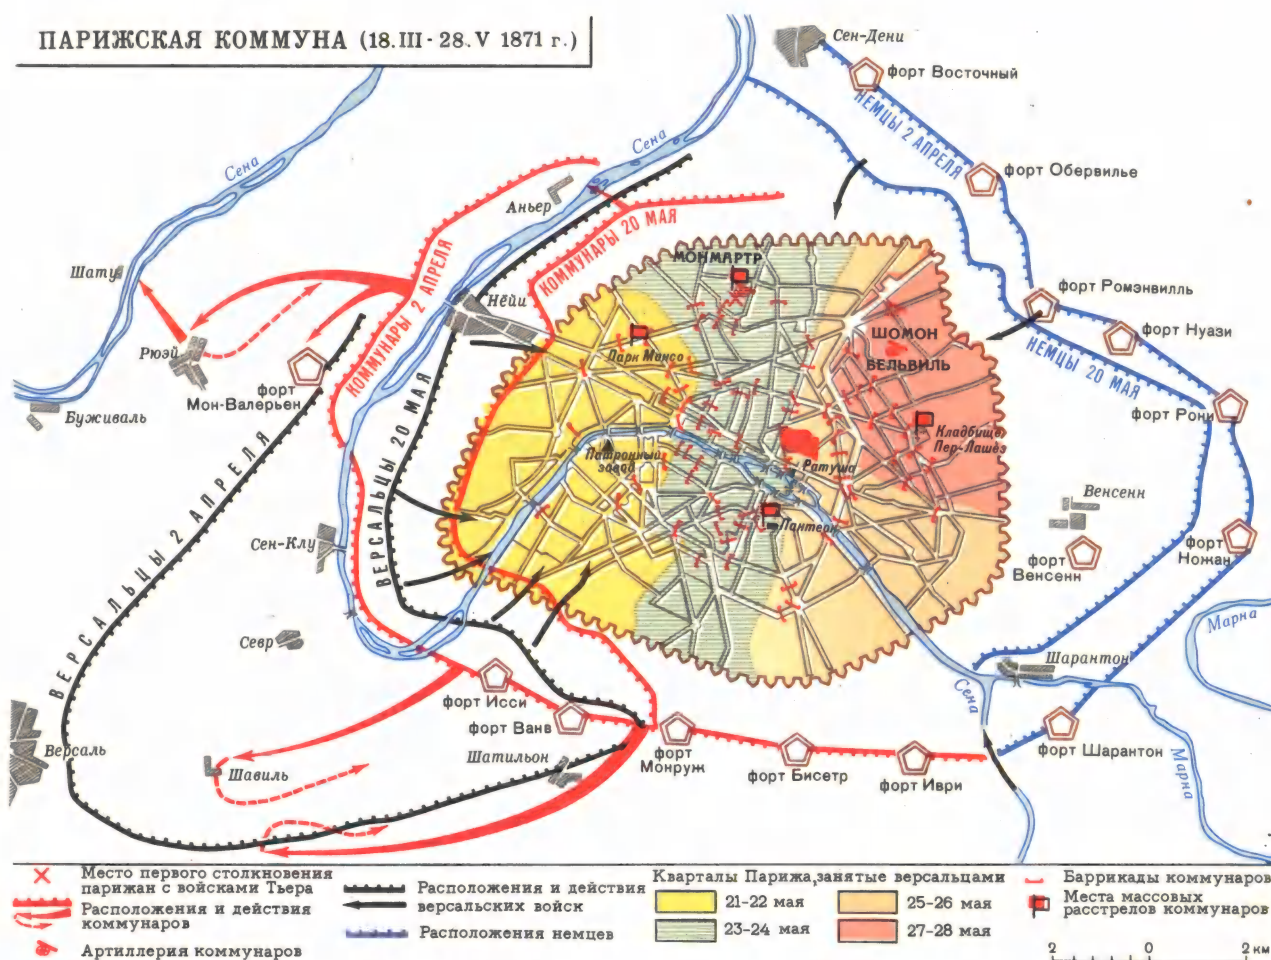 ПАРИЖСКАЯ КОММУНА (18.III - 28.V 1871 г.)
Сен-Дени
форт Восточный
НЕМЦЫ 2 АПРЕЛЯ
форт Обервилье
Сена
Сена
Аньер
КОММУНАРЫ 20 МАЯ
КОММУНАРЫ 2 АПРЕЛЯ
МОНМАРТР
Шату
Нёйи
форт Ромэнвилль
форт Нуази
НЕМЦЫ 20 МАЯ
ШОМОН
БЕЛЬВИЛЬ
Парк Монсо
Рюэй
форт
Мон-Валерьен
Буживаль
форт Рони
Кладбище
Пер-Лашез
Патронный
завод
Ратуша
Пантеон
ВЕРСАЛЬЦЫ 20 МАЯ
ВЕРСАЛЬЦЫ 2 АПРЕЛЯ
Венсенн
форт
Венсенн
форт
Ножан
Сен-Клу
Севр
Марна
Шарантон
Сена
форт Исси
форт Ванв
Версаль
Шавиль
Шатильон
форт
Монруж
форт Бисетр
форт Иври
форт Шарантон
Марна
Место первого столкновения
парижан с войсками Тьера
Расположения и действия
коммунаров
Артиллерия коммунаров
Расположения и действия
версальских войск
Расположения немцев
Кварталы Парижа, занятые версальцами
21-22 мая
23-24 мая
25-26 мая
27-28 мая
Баррикады коммунаров
Места массовых
расстрелов коммунаров
2 0 2 км